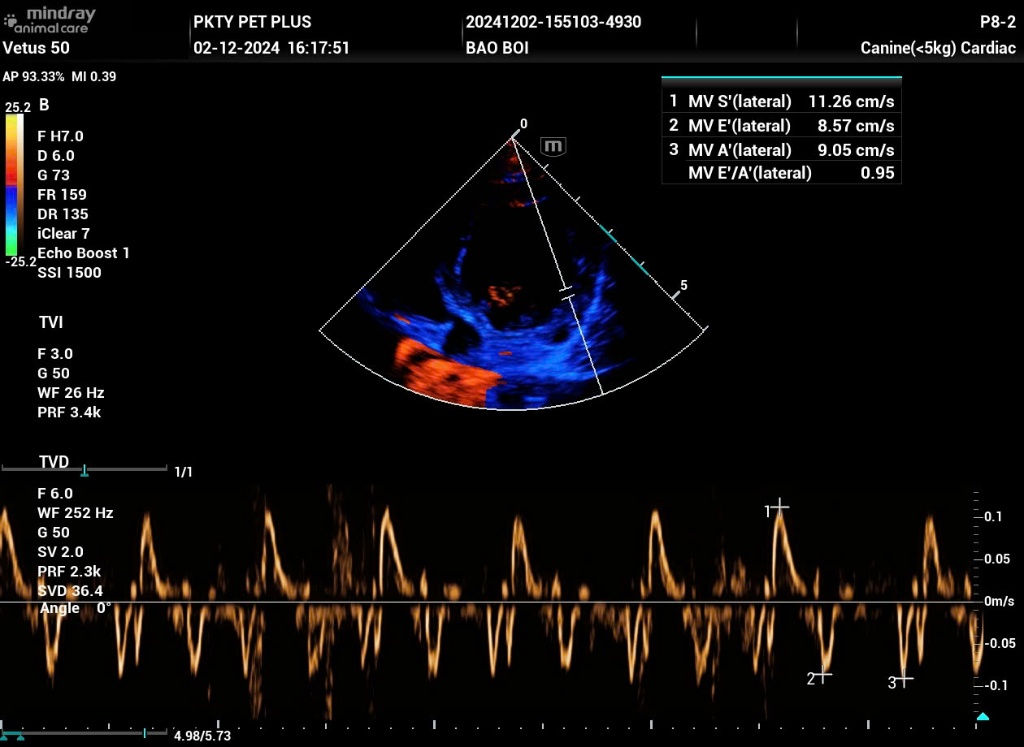 mindray
animalcare
PKTY PET PLUS
20241202-155103-4930
P8-2
Vetus 50
02-12-2024 16:17:51
BAO BOI
Canine(<5kg) Cardiac
AP 93.33% MI 0.39
25.2
B
-25.2
F H7.0
D 6.0
G 73
FR 159
DR 135
iClear 7
Echo Boost 1
SSI 1500
TVI
F 3.0
G 50
WF 26 Hz
PRF 3.4k
TVD
1/1
F 6.0
WF 252 Hz
G 50
SV 2.0
PRF 2.3k
SVD 36.4
Angle 0°
0
m
5
1 MV S'(lateral) 11.26 cm/s
2 MV E'(lateral) 8.57 cm/s
3 MV A'(lateral) 9.05 cm/s
MV E'/A'(lateral) 0.95
1
2
3
0.1
0.05
0m/s
-0.05
-0.1
4.98/5.73